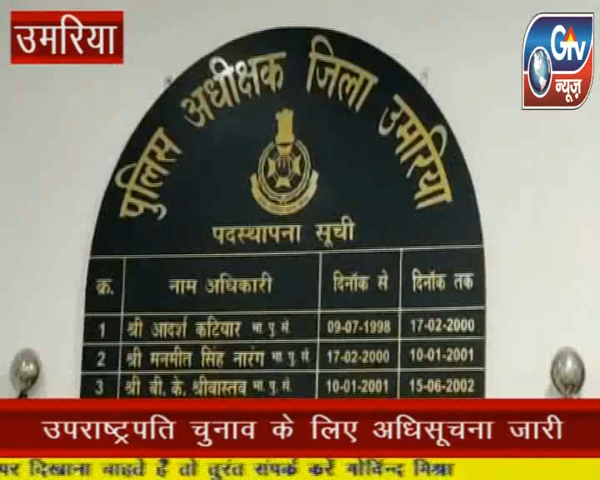 उमरिया
Gtv
न्यूज़
पुलिस अधीक्षक जिला उमरिया
पदस्थापना सूची
क्र. नाम अधिकारी दिनॉक से दिनॉक तक
1 श्री आदर्श कटियार भा.पु.से. 09-07-1998 17-02-2000
2 श्री मनमीत सिंह नारंग भा.पु.से. 17-02-2000 10-01-2001
3 श्री बी. के. श्रीवास्तव भा.पु.से. 10-01-2001 15-06-2002
उपराष्ट्रपति चुनाव के लिए अधिसूचना जारी
पर दिखाना चाहते हैं तो तुरंत संपर्क करें गोविन्द मिश्रा